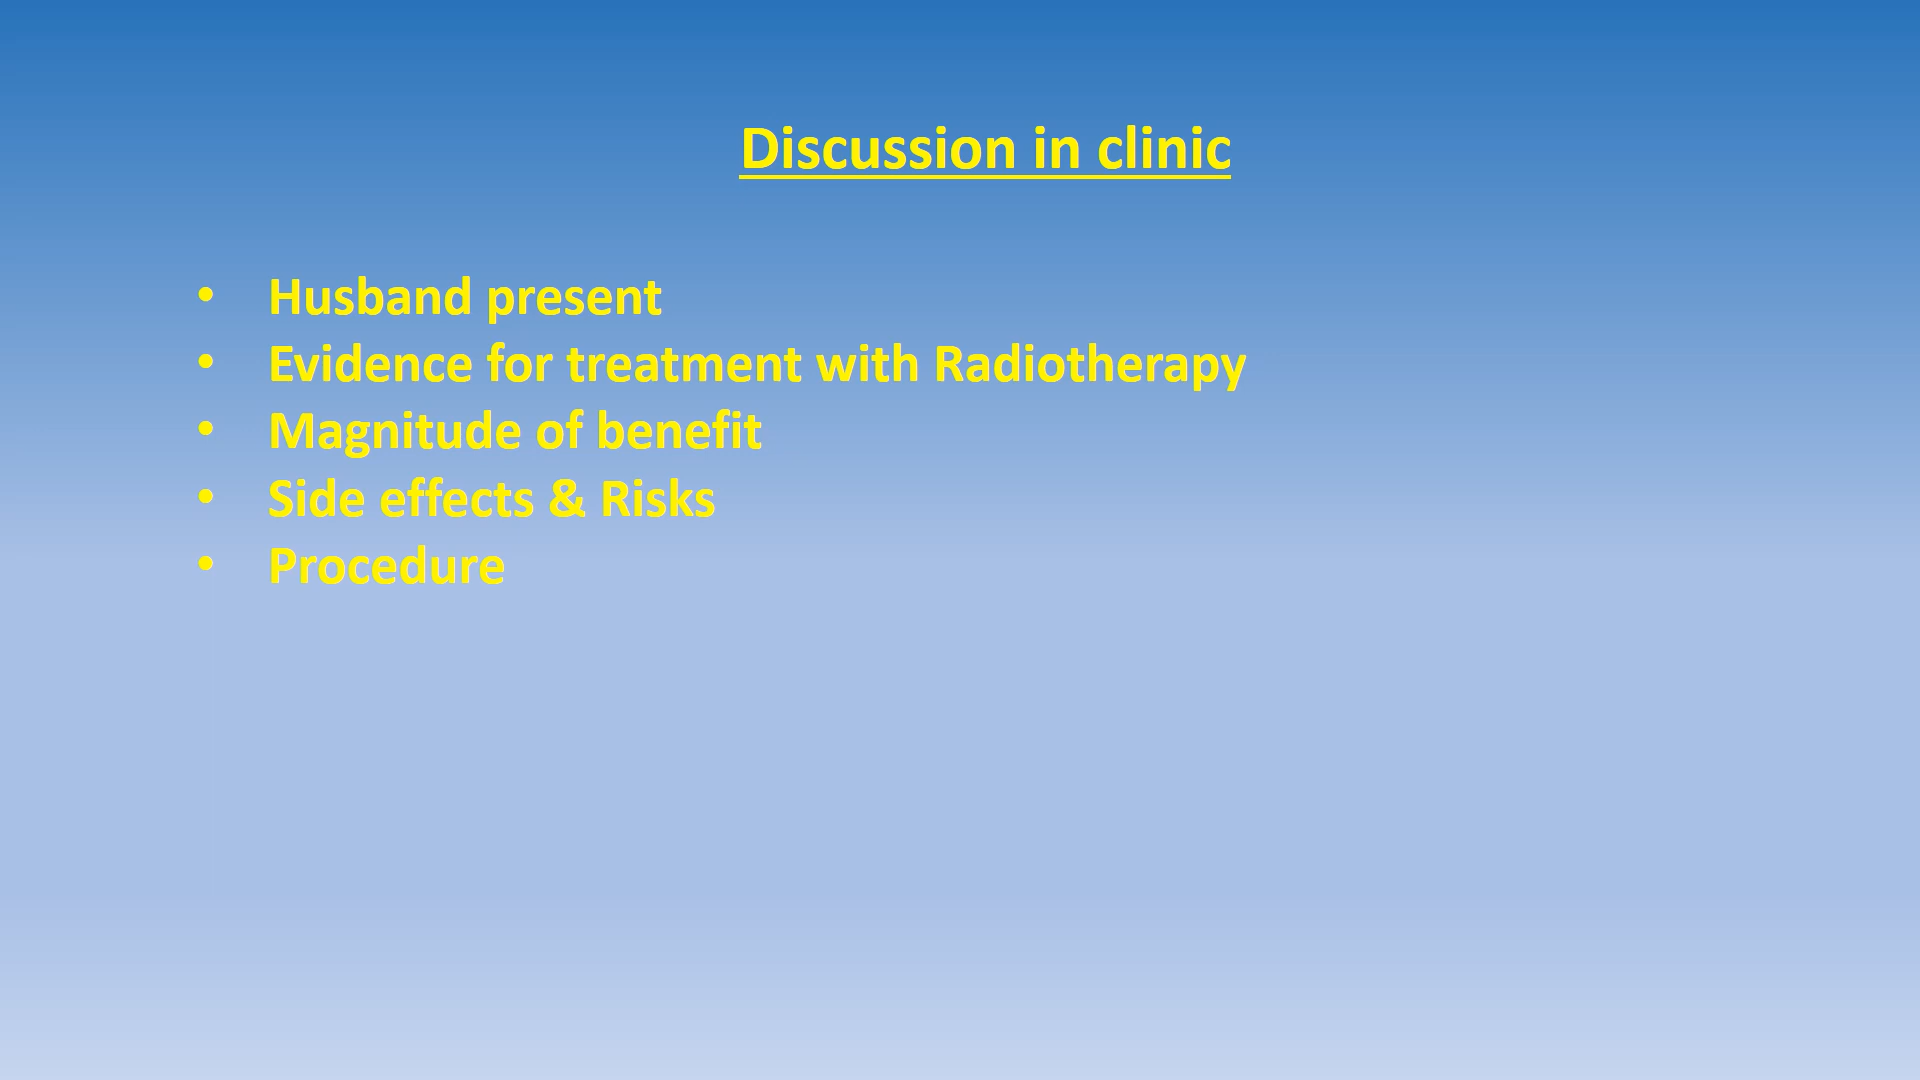 Discussion in clinic
• Husband present
• Evidence for treatment with Radiotherapy
• Magnitude of benefit
• Side effects & Risks
• Procedure